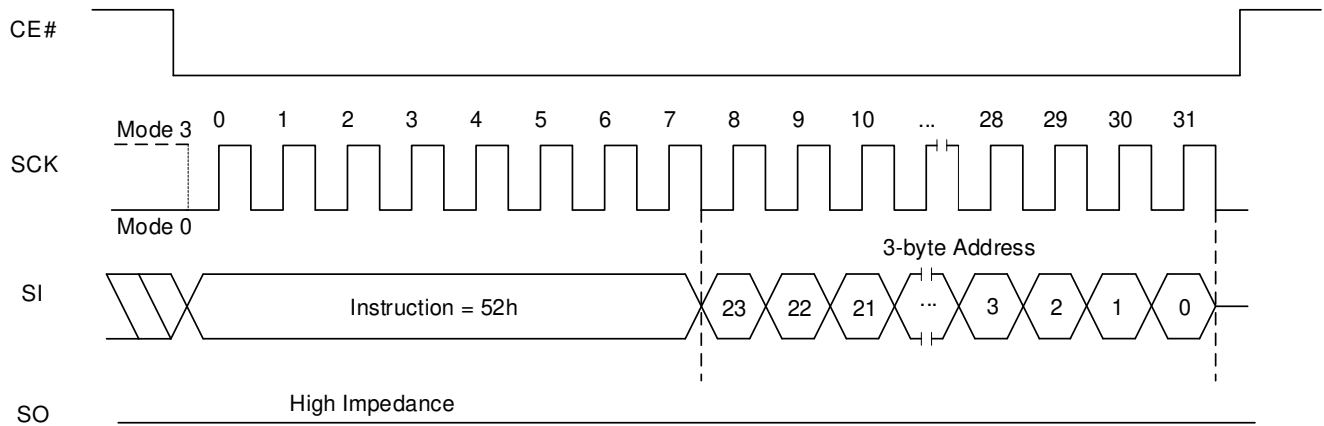 CE#
Mode 3
0 1 2 3 4 5 6 7 8 9 10 ... 28 29 30 31
SCK
Mode 0
3-byte Address
SI
Instruction = 52h
23 22 21 ... 3 2 1 0
High Impedance
SO